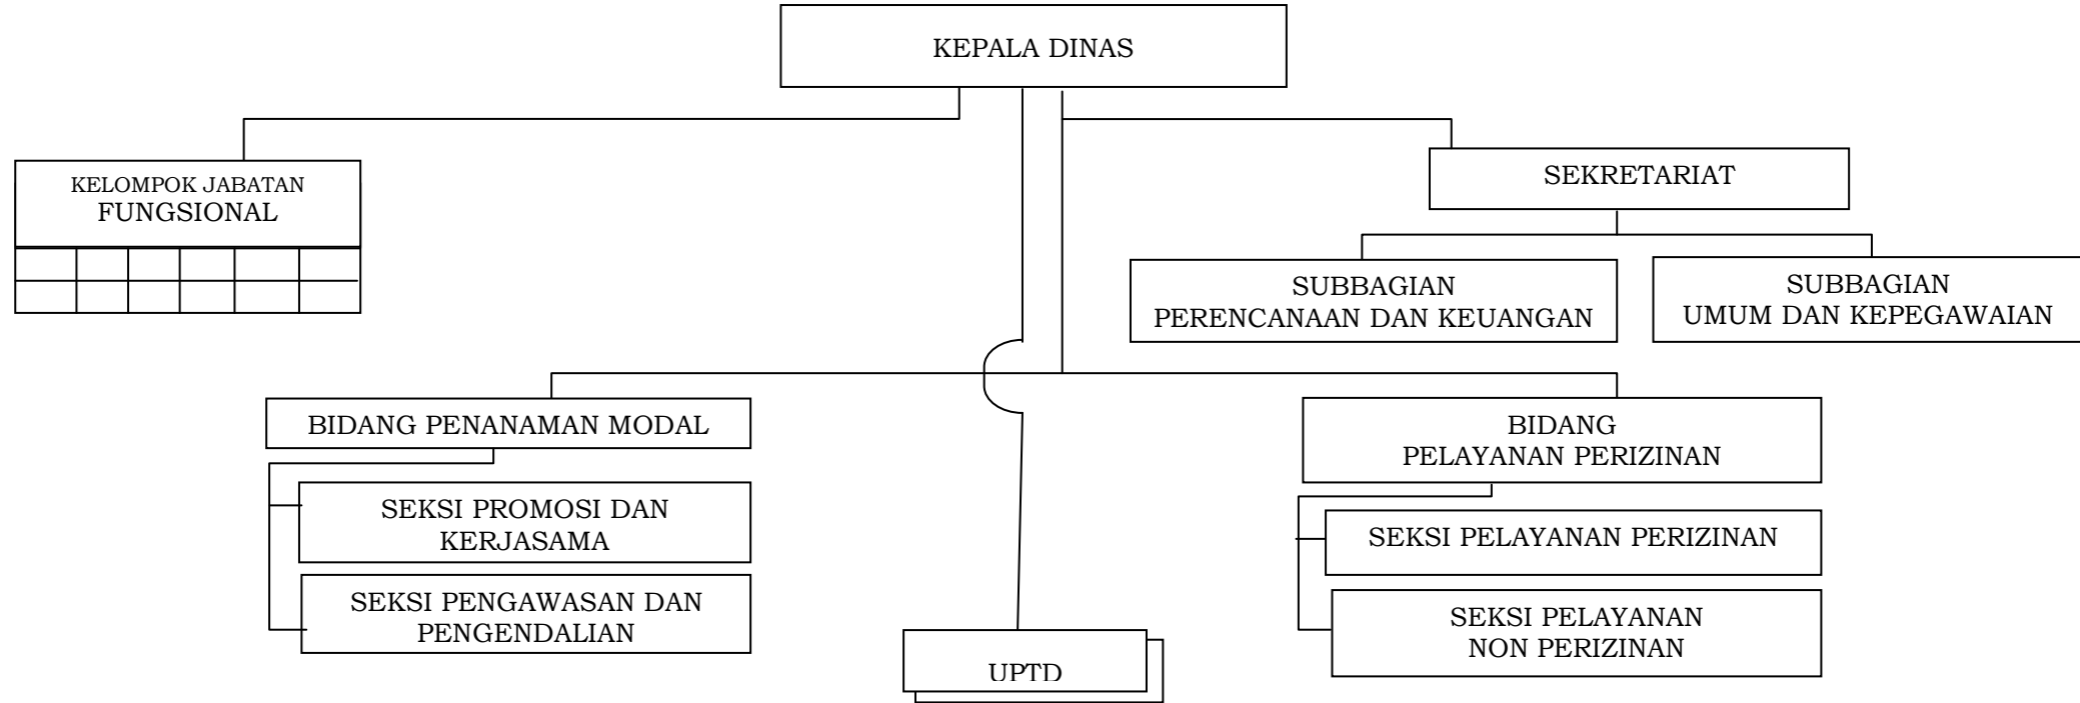 KEPALA DINAS
KELOMPOK JABATAN
FUNGSIONAL
SEKRETARIAT
SUBBAGIAN
PERENCANAAN DAN KEUANGAN
SUBBAGIAN
UMUM DAN KEPEGAWAIAN
BIDANG PENANAMAN MODAL
SEKSI PROMOSI DAN
KERJASAMA
SEKSI PENGAWASAN DAN
PENGENDALIAN
BIDANG
PELAYANAN PERIZINAN
SEKSI PELAYANAN PERIZINAN
SEKSI PELAYANAN
NON PERIZINAN
UPTD